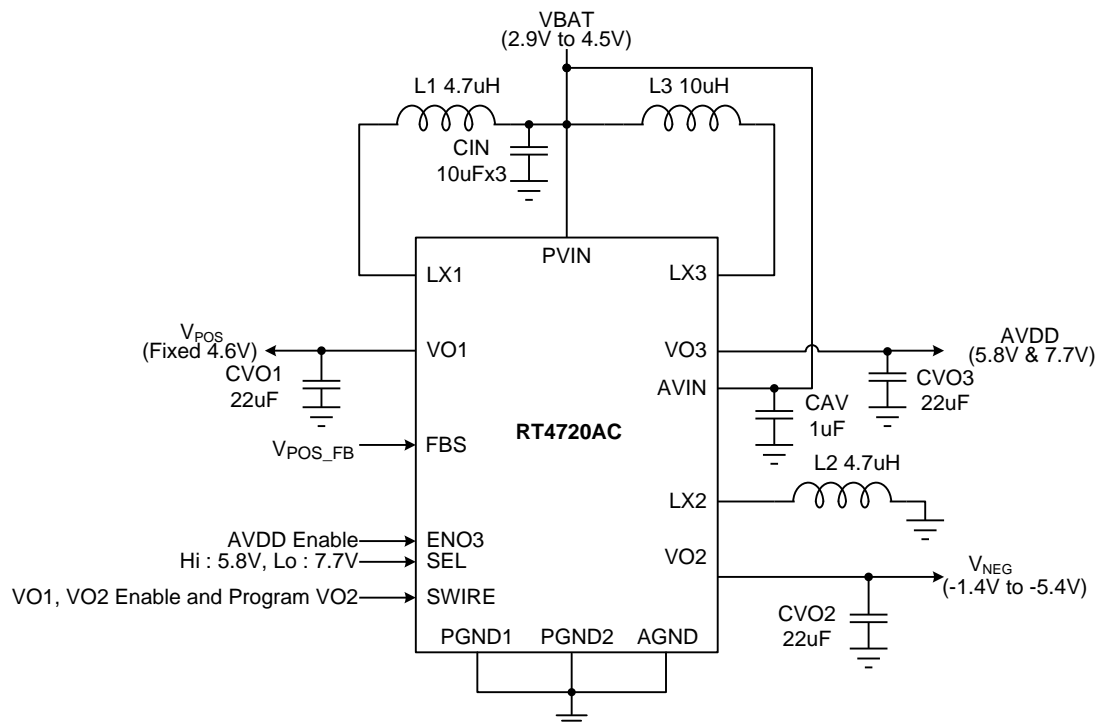 VBAT
(2.9V to 4.5V)
L1 4.7uH
L3 10uH
CIN
10uFx3
PVIN
LX1
LX3
VPOS
(Fixed 4.6V)
VO1
CVO1
22uF
VO3
AVDD
(5.8V & 7.7V)
CVO3
22uF
AVIN
CAV
1uF
RT4720AC
VPOS_FB
FBS
L2 4.7uH
LX2
AVDD Enable
ENO3
Hi : 5.8V, Lo : 7.7V
SEL
VO2
VNEG
(-1.4V to -5.4V)
VO1, VO2 Enable and Program VO2
SWIRE
CVO2
22uF
PGND1 PGND2 AGND